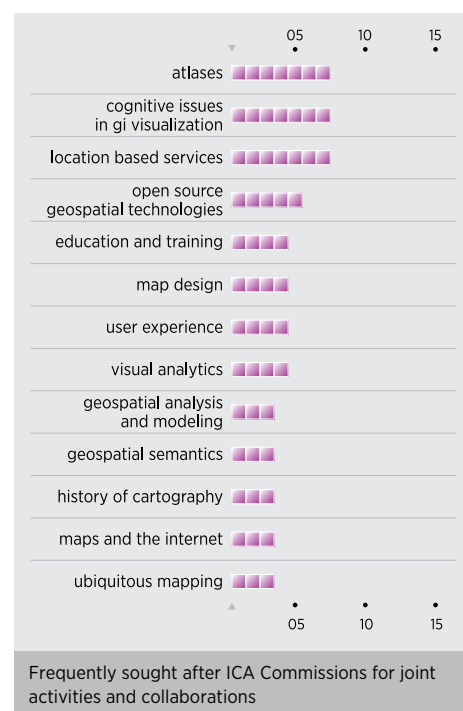 05 10 15
atlases
cognitive issues
in gi visualization
location based services
open source
geospatial technologies
education and training
map design
user experience
visual analytics
geospatial analysis
and modeling
geospatial semantics
history of cartography
maps and the internet
ubiquitous mapping
05 10 15
Frequently sought after ICA Commissions for joint
activities and collaborations